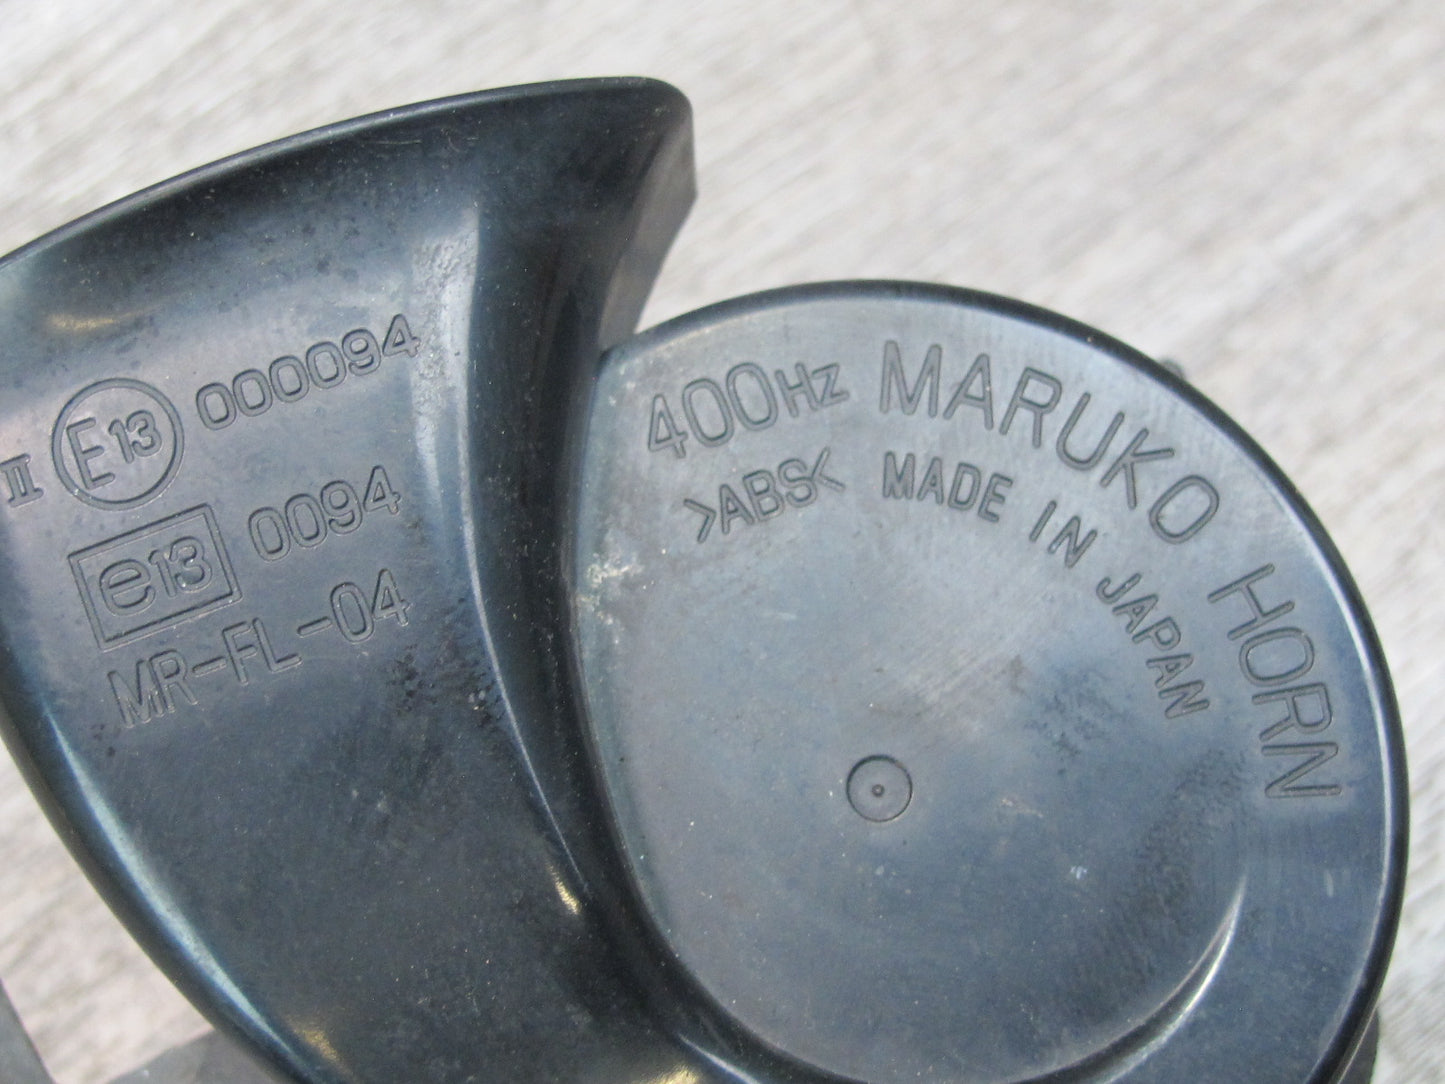 II E13 000094
e13 0094
MR-FL-04
400Hz MARUKO HORN
>ABS< MADE IN JAPAN